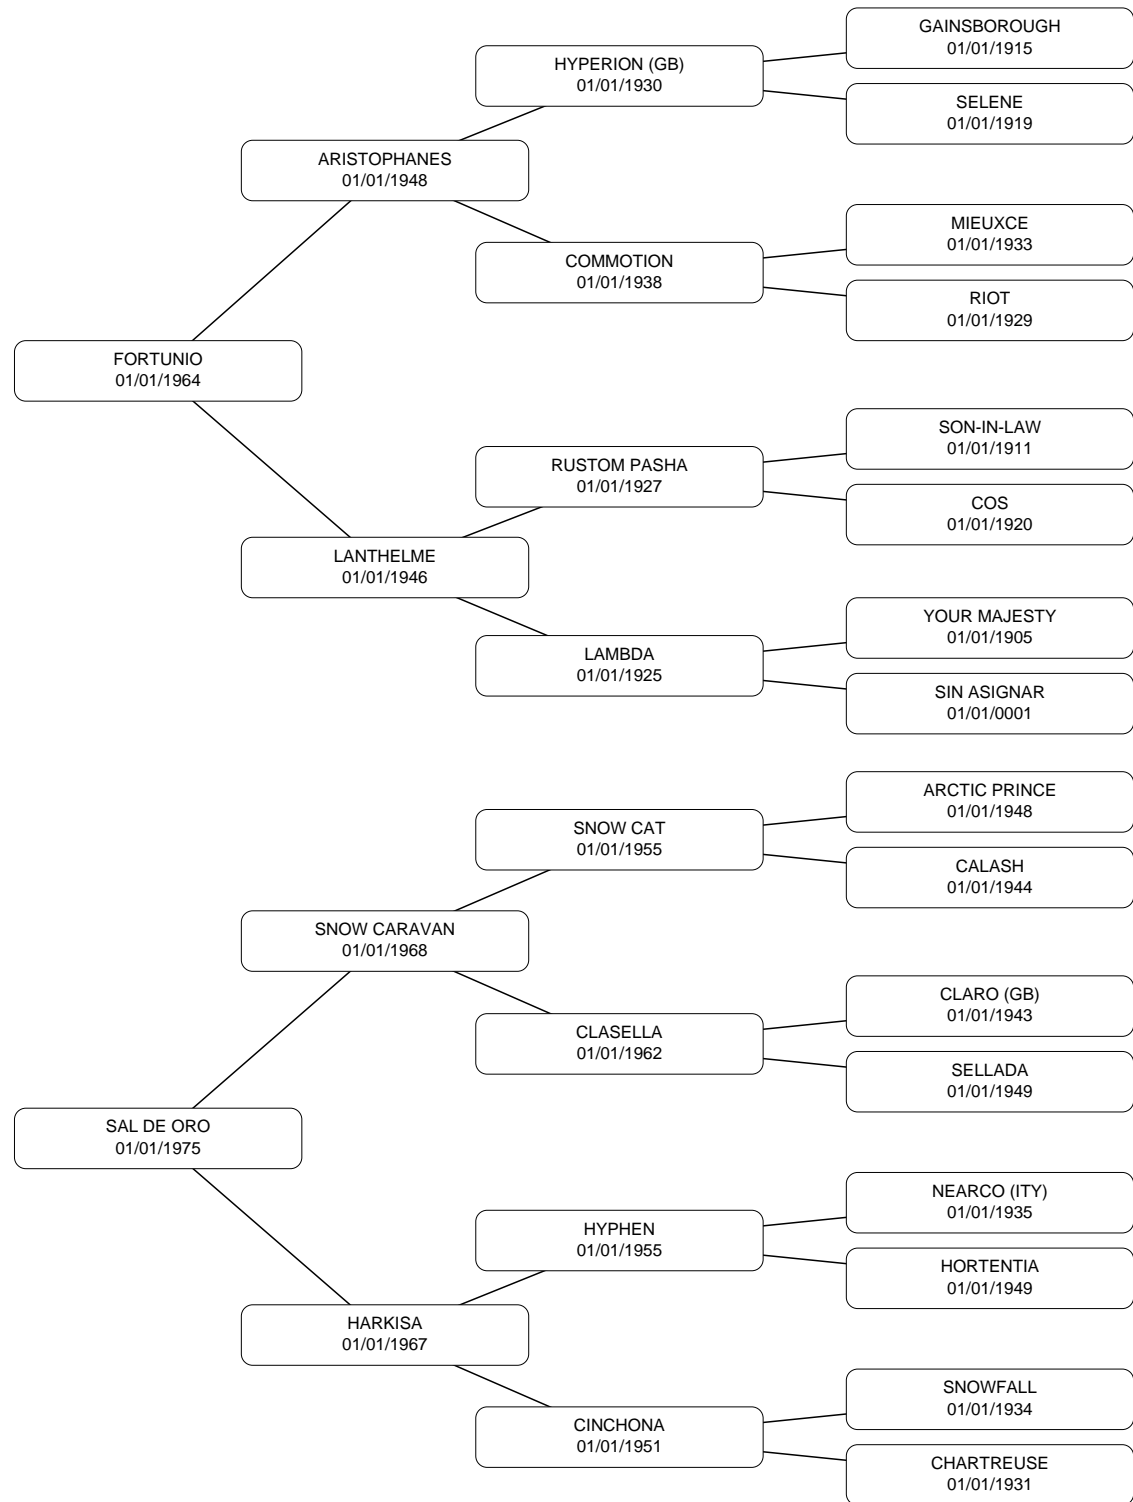 GAINSBOROUGH
01/01/1915
HYPERION (GB)
01/01/1930
SELENE
01/01/1919
ARISTOPHANES
01/01/1948
MIEUXCE
01/01/1933
COMMOTION
01/01/1938
RIOT
01/01/1929
FORTUNIO
01/01/1964
SON-IN-LAW
01/01/1911
RUSTOM PASHA
01/01/1927
COS
01/01/1920
LANTHELME
01/01/1946
YOUR MAJESTY
01/01/1905
LAMBDA
01/01/1925
SIN ASIGNAR
01/01/0001
ARCTIC PRINCE
01/01/1948
SNOW CAT
01/01/1955
CALASH
01/01/1944
SNOW CARAVAN
01/01/1968
CLARO (GB)
01/01/1943
CLASELLA
01/01/1962
SELLADA
01/01/1949
SAL DE ORO
01/01/1975
NEARCO (ITY)
01/01/1935
HYPHEN
01/01/1955
HORTENTIA
01/01/1949
HARKISA
01/01/1967
SNOWFALL
01/01/1934
CINCHONA
01/01/1951
CHARTREUSE
01/01/1931